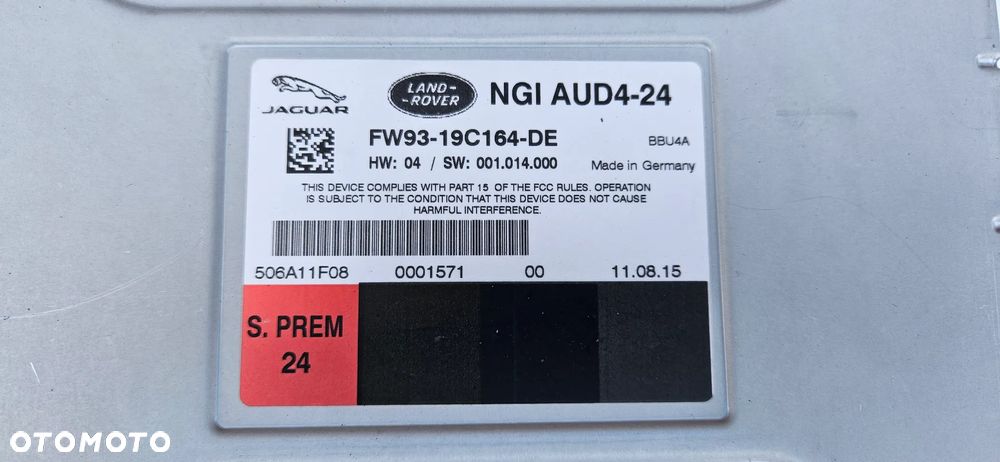 JAGUAR
LAND-
-ROVER
NGI AUD4-24
FW93-19C164-DE
BBU4A
HW: 04 / SW: 001.014.000
Made in Germany
THIS DEVICE COMPLIES WITH PART 15 OF THE FCC RULES. OPERATION
IS SUBJECT TO THE CONDITION THAT THIS DEVICE DOES NOT CAUSE
HARMFUL INTERFERENCE.
506A11F08 0001571 00 11.08.15
S. PREM
24
OTOMOTO